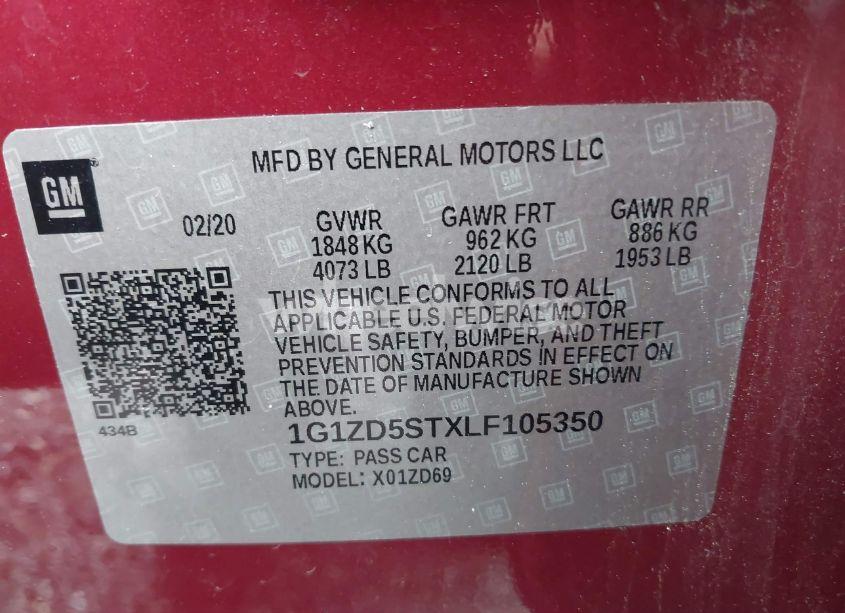 MFD BY GENERAL MOTORS LLC
GM
02/20 GVWR GAWR FRT GAWR RR
1848 KG 962 KG 886 KG
4073 LB 2120 LB 1953 LB
THIS VEHICLE CONFORMS TO ALL
APPLICABLE U.S. FEDERAL MOTOR
VEHICLE SAFETY, BUMPER, AND THEFT
PREVENTION STANDARDS IN EFFECT ON
THE DATE OF MANUFACTURE SHOWN
ABOVE.
434B
1G1ZD5STXLF105350
TYPE: PASS CAR
MODEL: X01ZD69